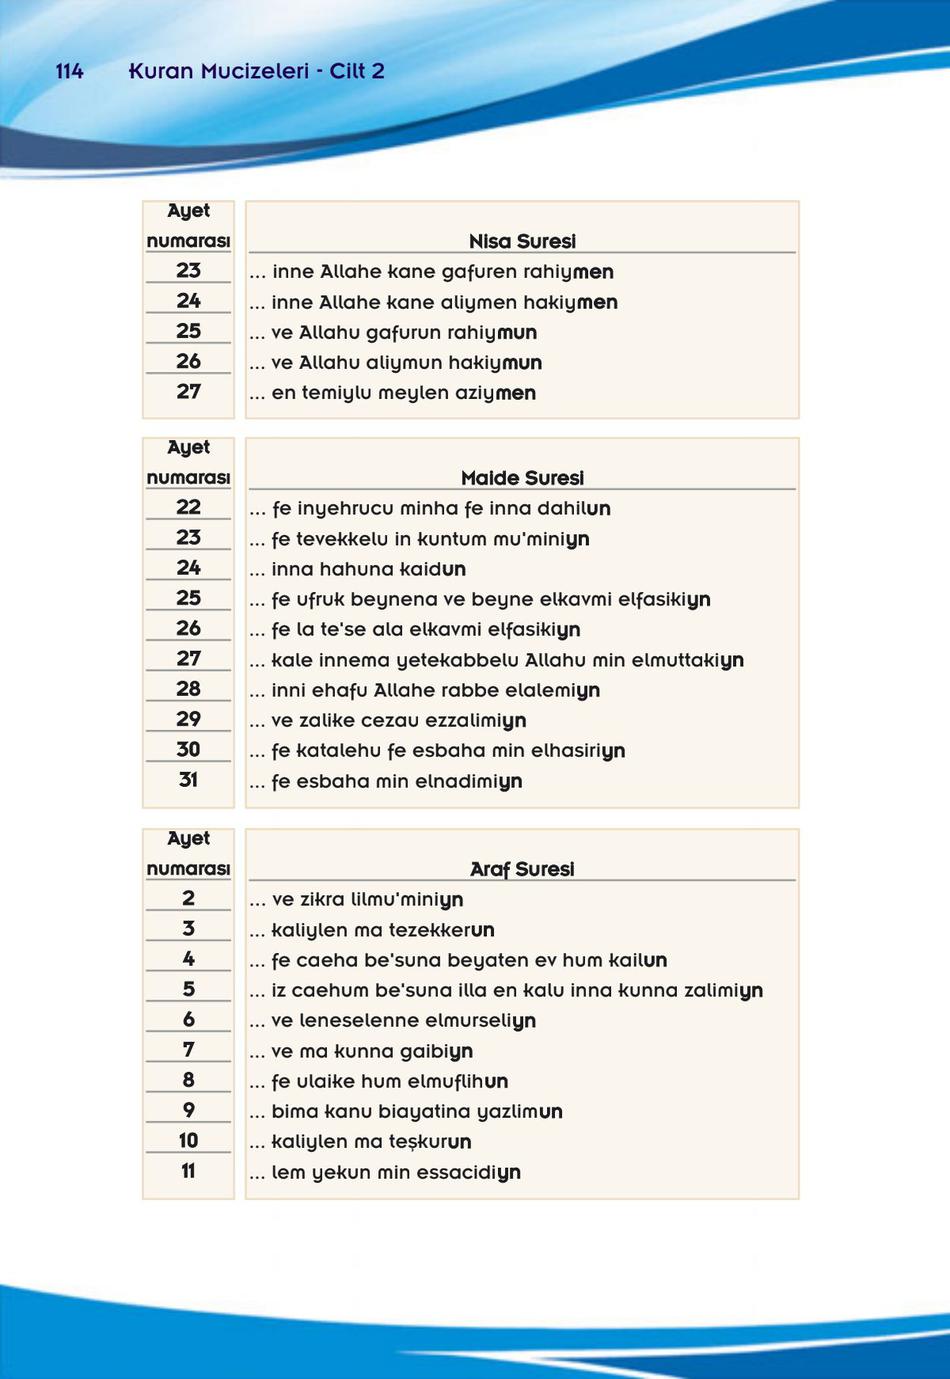 114 Kuran Mucizeleri - Cilt 2
Ayet
numarası Nisa Suresi
23 ... inne Allahe kane gafuren rahiymen
24 ... inne Allahe kane aliymen hakiymen
25 ... ve Allahu gafurun rahiymun
26 ... ve Allahu aliymun hakiymun
27 ... en temiylu meylen aziymen
Ayet
numarası Maide Suresi
22 ... fe inyehrucu minha fe inna dahilun
23 ... fe tevekkelu in kuntum mu'miniyn
24 ... inna hahuna kaidun
25 ... fe ufruk beynena ve beyne elkavmi elfasikiyn
26 ... fe la te'se ala elkavmi elfasikiyn
27 ... kale innema yetekabbelu Allahu min elmuttakiyn
28 ... inni ehafu Allahe rabbe elalemiyn
29 ... ve zalike cezau ezzalimiyn
30 ... fe katalehu fe esbaha min elhasiriyn
31 ... fe esbaha min elnadimiyn
Ayet
numarası Araf Suresi
2 ... ve zikra lilmu'miniyn
3 ... kaliylen ma tezekkerun
4 ... fe caeha be'suna beyaten ev hum kailun
5 ... iz caehum be'suna illa en kalu inna kunna zalimiyn
6 ... ve leneselenne elmurseliyn
7 ... ve ma kunna gaibiyn
8 ... fe ulaike hum elmuflihun
9 ... bima kanu biayatina yazlimun
10 ... kaliylen ma teşkurun
11 ... lem yekun min essacidiyn